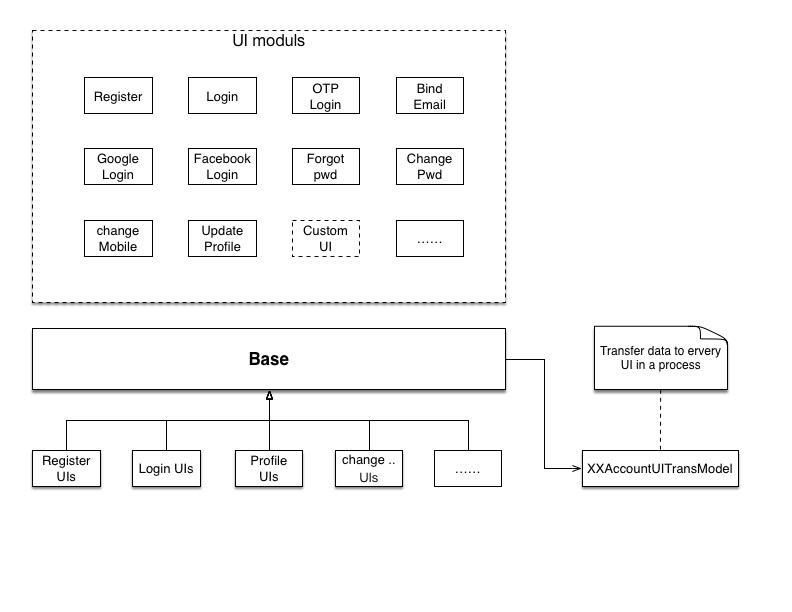 UI moduls
Register
Login
OTP
Login
Bind
Email
Google
Login
Facebook
Login
Forgot
pwd
Change
Pwd
change
Mobile
Update
Profile
Custom
UI
......
Base
Transfer data to ervery
UI in a process
Register
UIs
Login UIs
Profile
UIs
change ..
UIs
......
XXAccountUITransModel